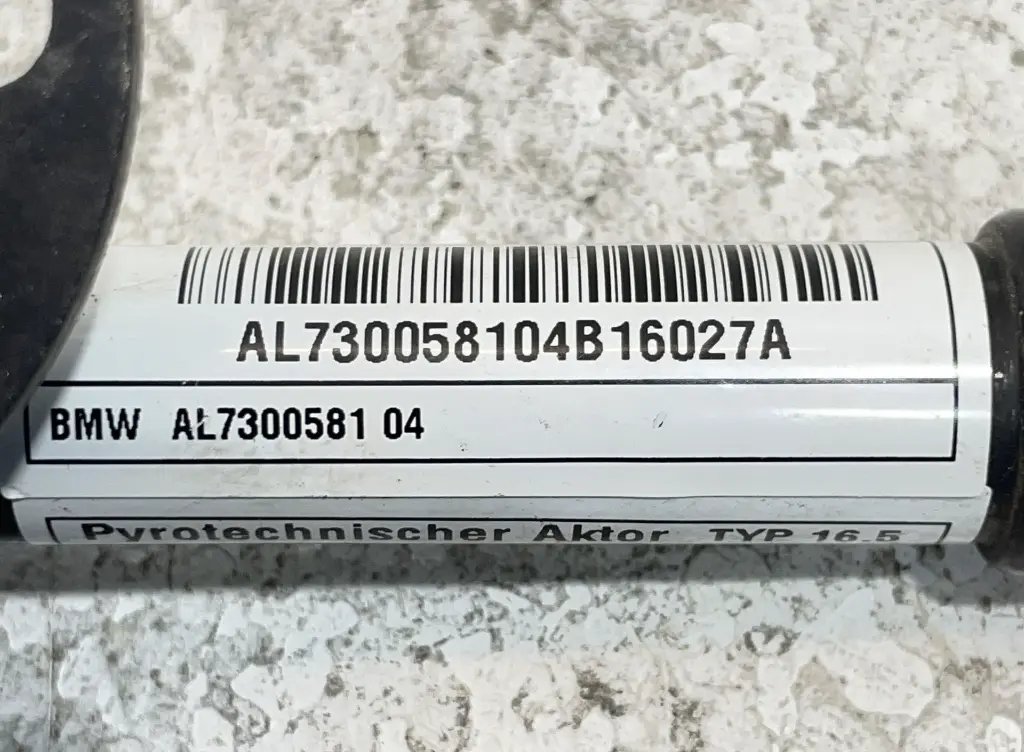 AL730058104B16027A
BMW AL7300581 04
Pyrotechnischer Aktor TYP 16.5